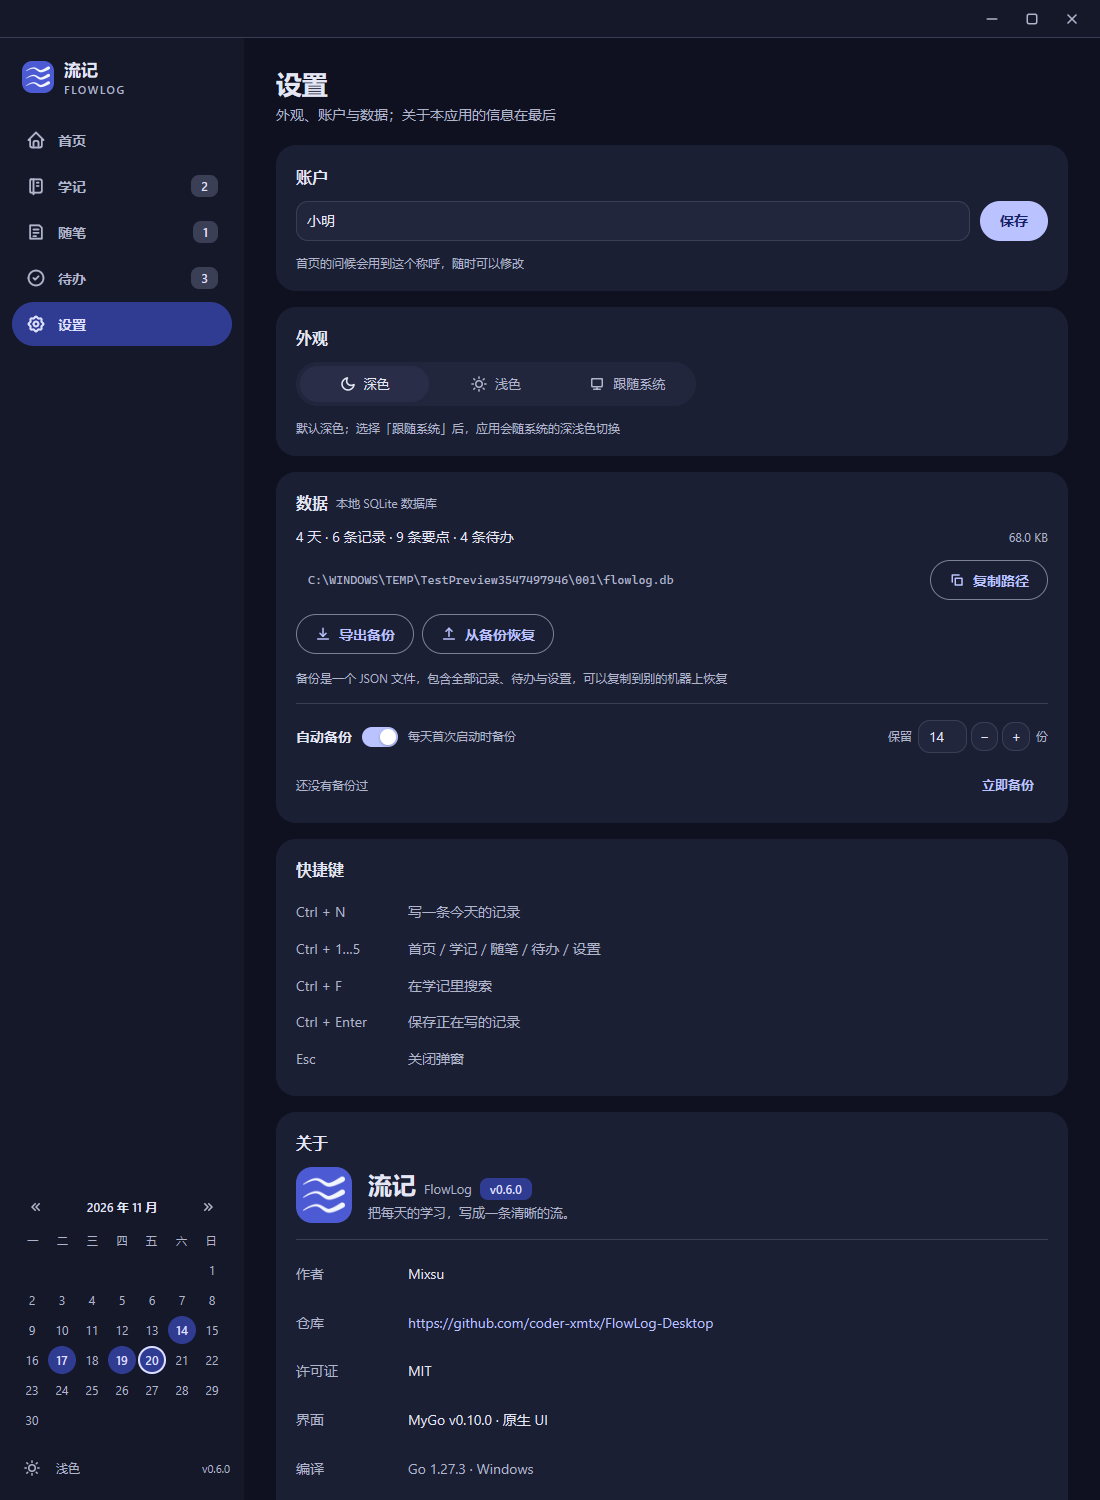 流记
FLOWLOG
首页
学记 2
随笔 1
待办 3
设置
« 2026 年 11 月 »
一 二 三 四 五 六 日
1
2 3 4 5 6 7 8
9 10 11 12 13 14 15
16 17 18 19 20 21 22
23 24 25 26 27 28 29
30
浅色 v0.6.0
设置
外观、账户与数据；关于本应用的信息在最后
账户
小明 保存
首页的问候会用到这个称呼，随时可以修改
外观
深色 浅色 跟随系统
默认深色；选择「跟随系统」后，应用会随系统的深浅色切换
数据 本地 SQLite 数据库
4 天 · 6 条记录 · 9 条要点 · 4 条待办 68.0 KB
C:\WINDOWS\TEMP\TestPreview3547497946\001\flowlog.db 复制路径
导出备份 从备份恢复
备份是一个 JSON 文件，包含全部记录、待办与设置，可以复制到别的机器上恢复
自动备份 每天首次启动时备份 保留 14 − + 份
还没有备份过 立即备份
快捷键
Ctrl + N 写一条今天的记录
Ctrl + 1…5 首页 / 学记 / 随笔 / 待办 / 设置
Ctrl + F 在学记里搜索
Ctrl + Enter 保存正在写的记录
Esc 关闭弹窗
关于
流记 FlowLog v0.6.0
把每天的学习，写成一条清晰的流。
作者 Mixsu
仓库 https://github.com/coder-xmtx/FlowLog-Desktop
许可证 MIT
界面 MyGo v0.10.0 · 原生 UI
编译 Go 1.27.3 · Windows